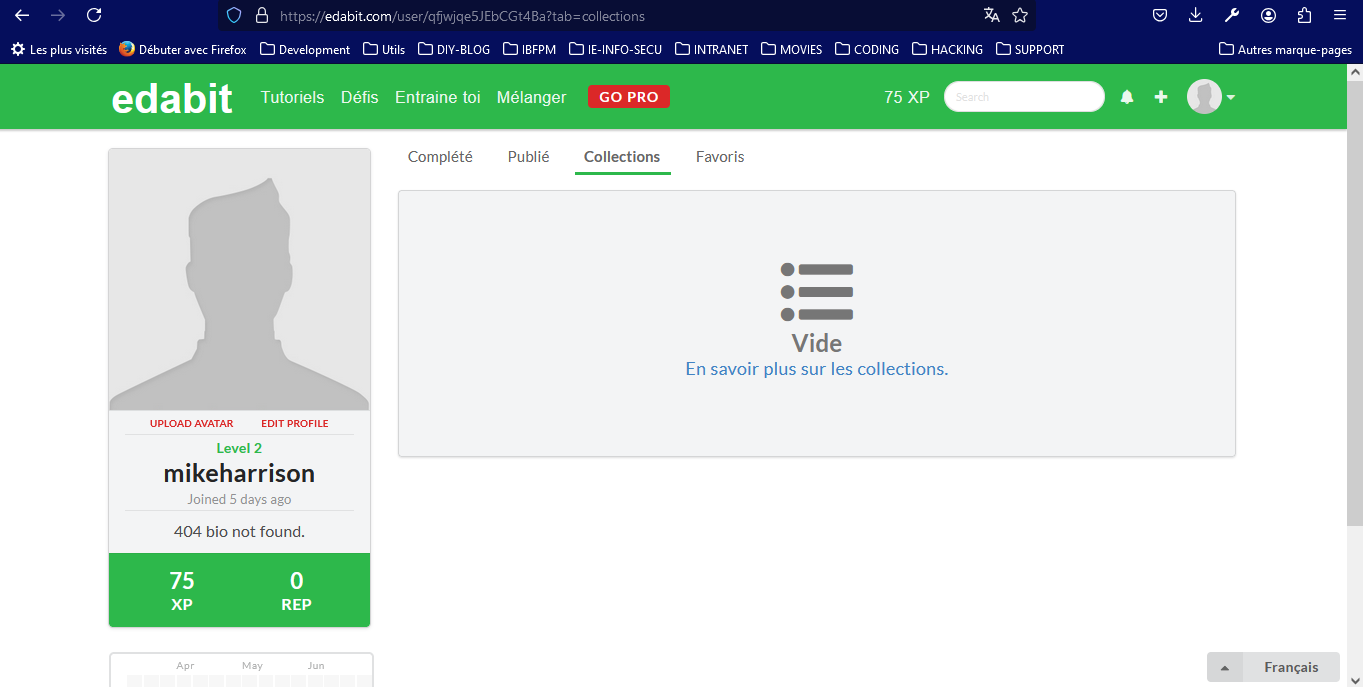 https://edabit.com/user/qfjwjqe5JEbCGt4Ba?tab=collections
Les plus visités Débuter avec Firefox Development Utils DIY-BLOG IBFPM IE-INFO-SECU INTRANET MOVIES CODING HACKING SUPPORT Autres marque-pages
edabit Tutoriels Défis Entraine toi Mélanger GO PRO 75 XP Search
Complété Publié Collections Favoris
Vide
En savoir plus sur les collections.
UPLOAD AVATAR EDIT PROFILE
Level 2
mikeharrison
Joined 5 days ago
404 bio not found.
75 0
XP REP
Apr May Jun
Français